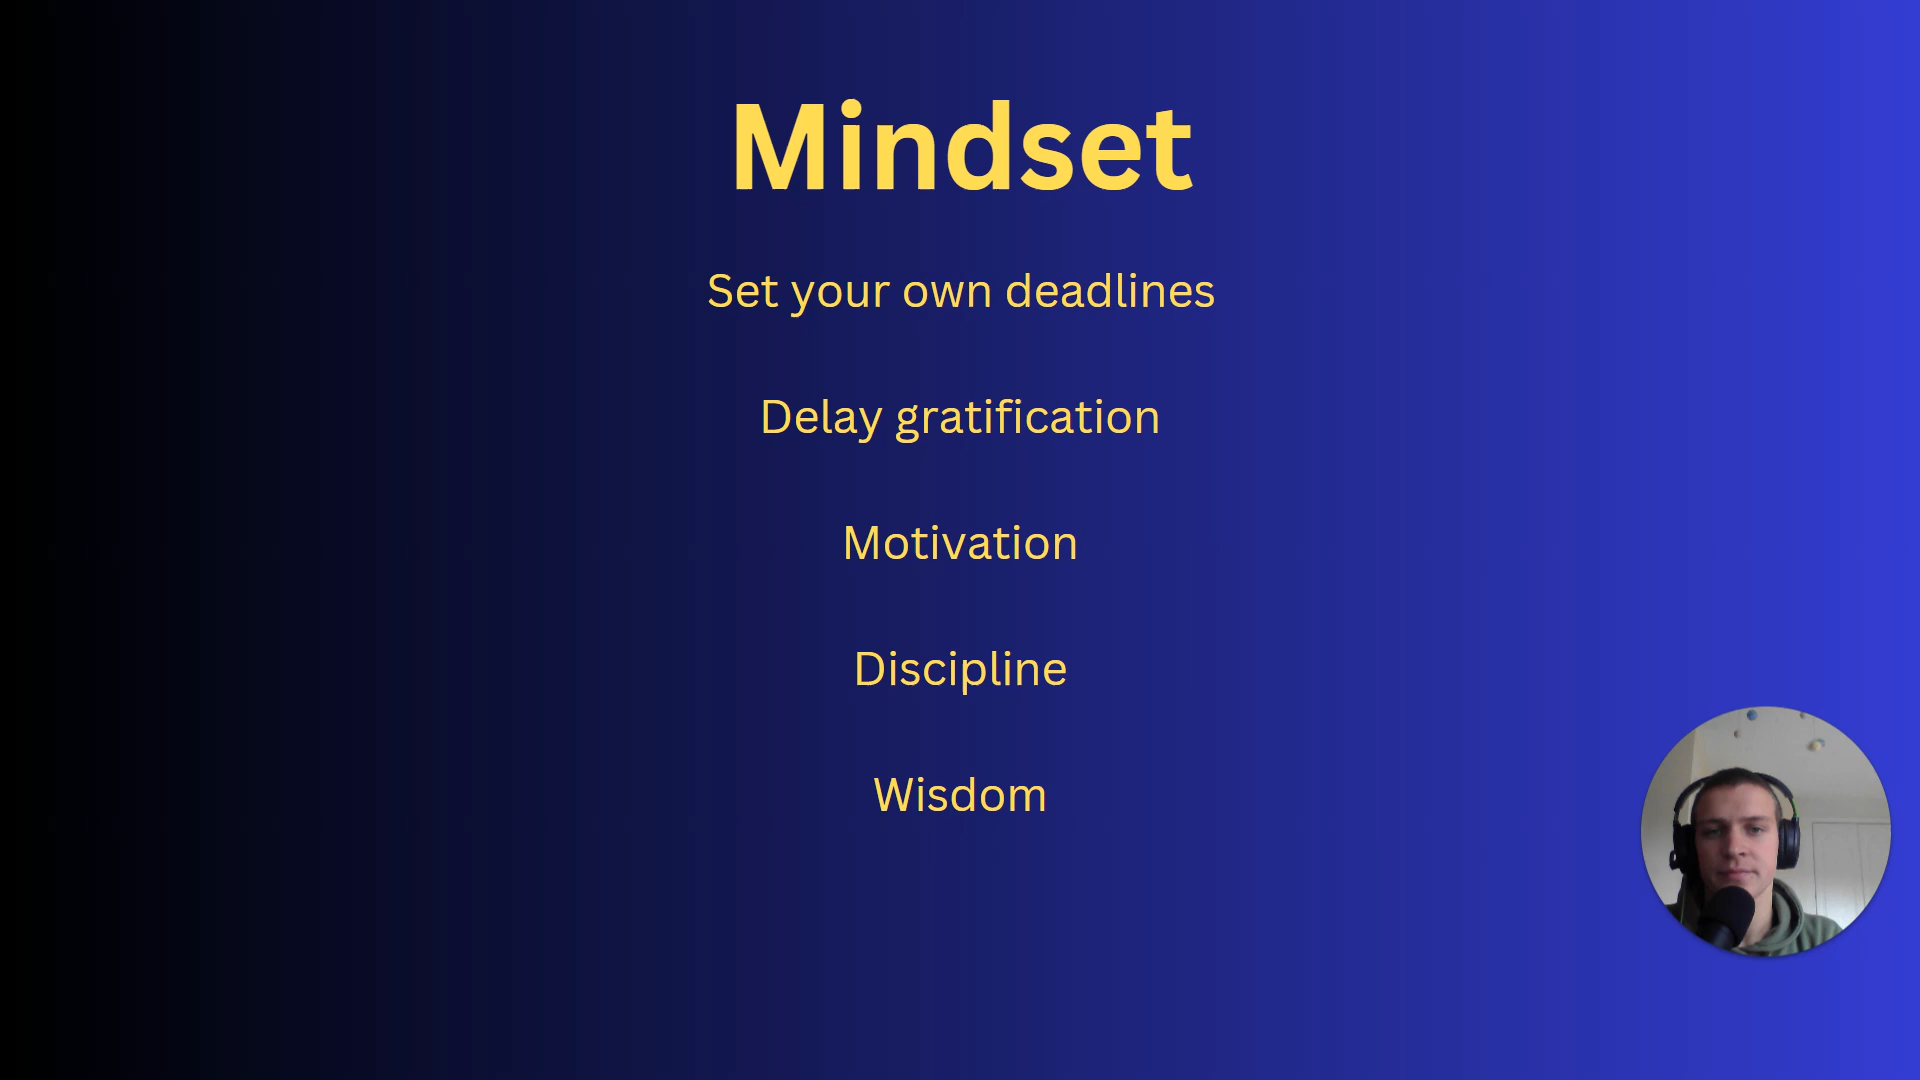 Mindset
Set your own deadlines
Delay gratification
Motivation
Discipline
Wisdom